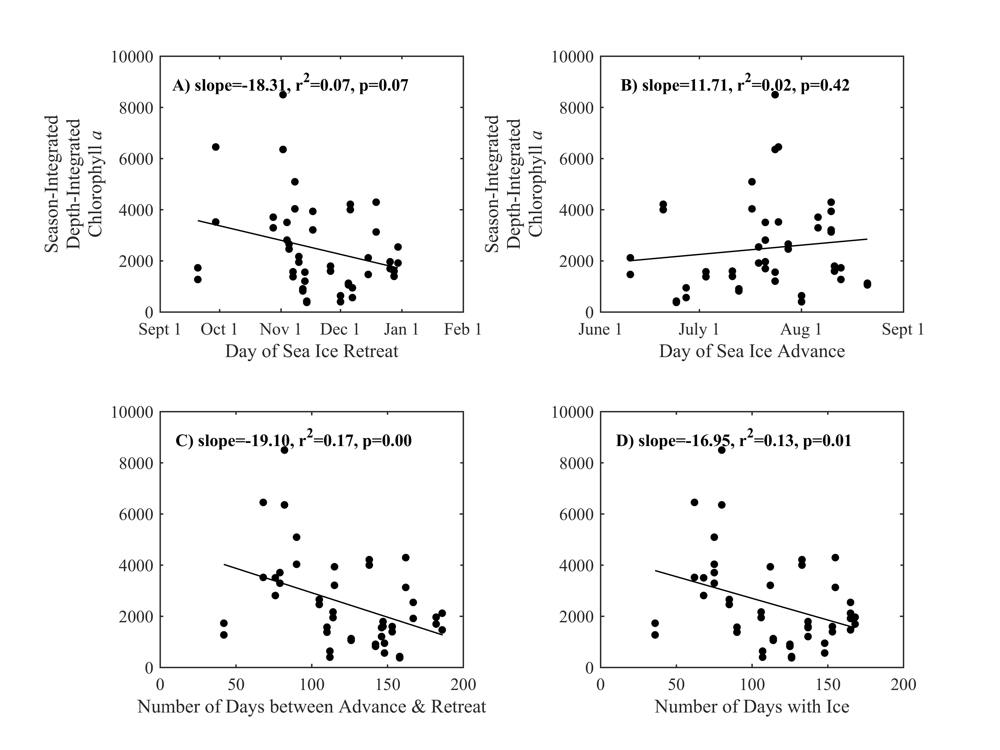 10000
8000
6000
4000
2000
0
Season-Integrated
Depth-Integrated
Chlorophyll a
A) slope=-18.31, r2=0.07, p=0.07
Sept 1 Oct 1 Nov 1 Dec 1 Jan 1 Feb 1
Day of Sea Ice Retreat
10000
8000
6000
4000
2000
0
Season-Integrated
Depth-Integrated
Chlorophyll a
B) slope=11.71, r2=0.02, p=0.42
June 1 July 1 Aug 1 Sept 1
Day of Sea Ice Advance
10000
8000
6000
4000
2000
0
C) slope=-19.10, r2=0.17, p=0.00
0 50 100 150 200
Number of Days between Advance & Retreat
10000
8000
6000
4000
2000
0
D) slope=-16.95, r2=0.13, p=0.01
0 50 100 150 200
Number of Days with Ice